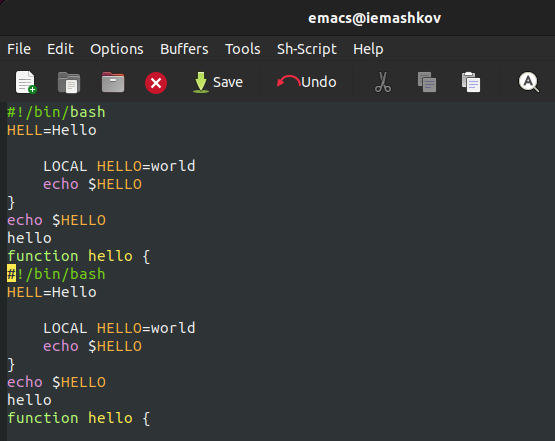 emacs@iemashkov
File Edit Options Buffers Tools Sh-Script Help
Save Undo A
#!/bin/bash
HELL=Hello

    LOCAL HELLO=world
    echo $HELLO
}
echo $HELLO
hello
function hello {
#!/bin/bash
HELL=Hello

    LOCAL HELLO=world
    echo $HELLO
}
echo $HELLO
hello
function hello {